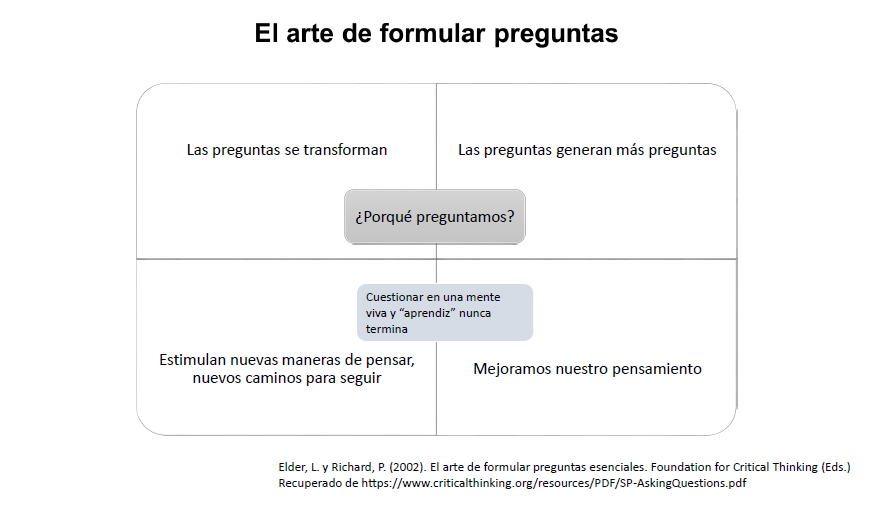 El arte de formular preguntas
Las preguntas se transforman
Las preguntas generan más preguntas
¿Porqué preguntamos?
Cuestionar en una mente
viva y “aprendiz” nunca
termina
Estimulan nuevas maneras de pensar,
nuevos caminos para seguir
Mejoramos nuestro pensamiento
Elder, L. y Richard, P. (2002). El arte de formular preguntas esenciales. Foundation for Critical Thinking (Eds.)
Recuperado de https://www.criticalthinking.org/resources/PDF/SP-AskingQuestions.pdf